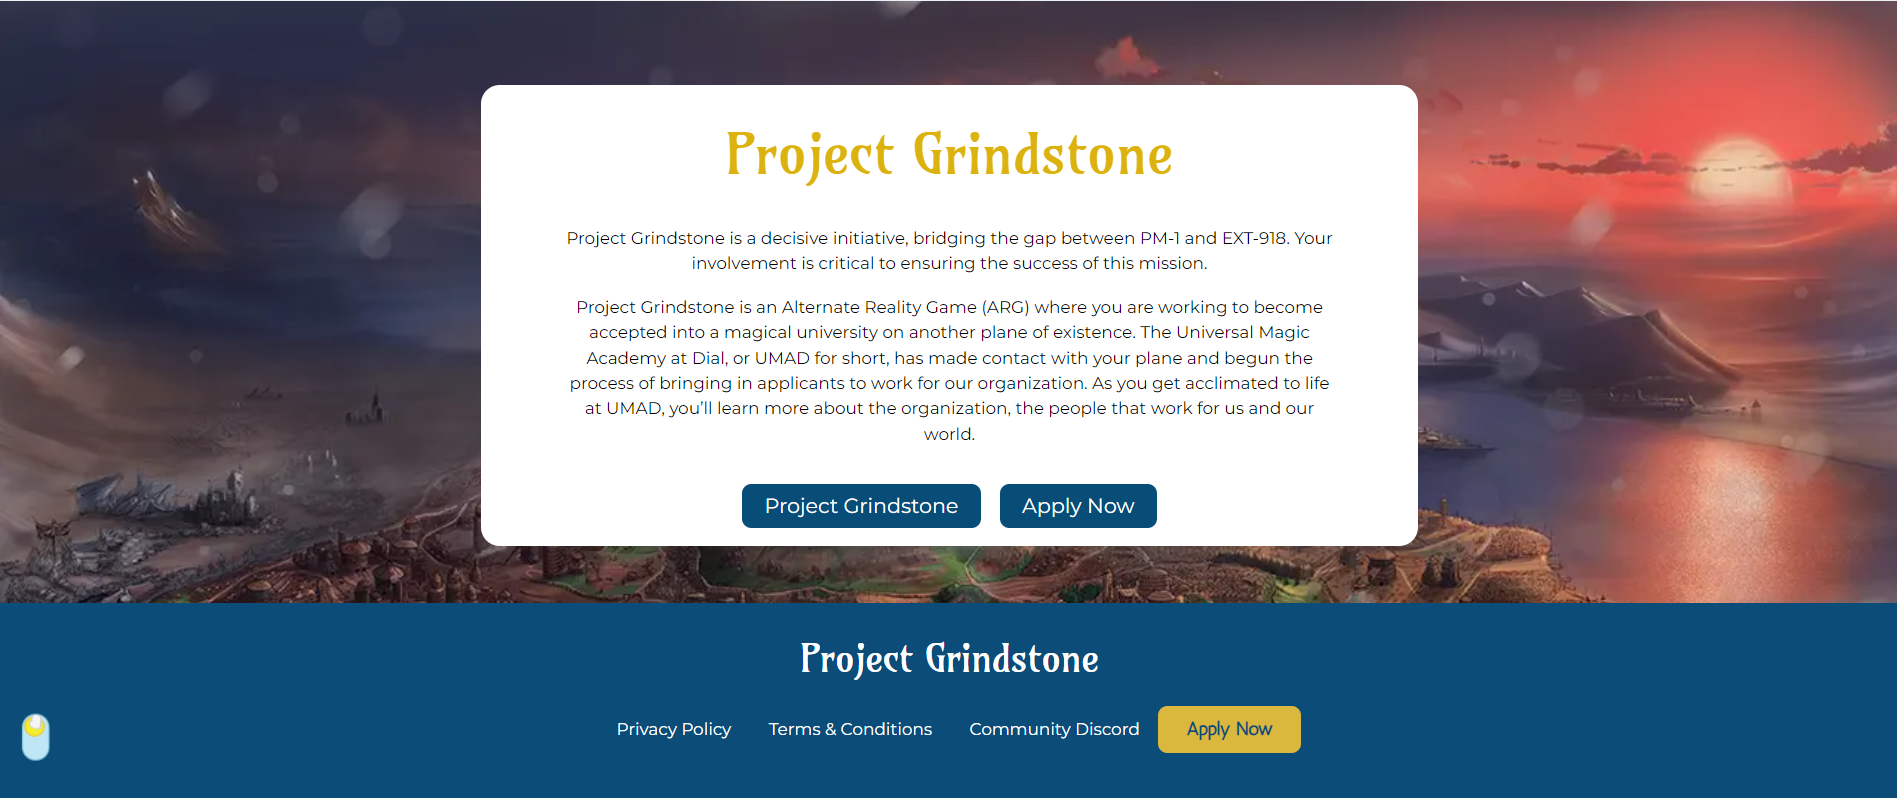 Project Grindstone
Project Grindstone is a decisive initiative, bridging the gap between PM-1 and EXT-918. Your
involvement is critical to ensuring the success of this mission.
Project Grindstone is an Alternate Reality Game (ARG) where you are working to become
accepted into a magical university on another plane of existence. The Universal Magic
Academy at Dial, or UMAD for short, has made contact with your plane and begun the
process of bringing in applicants to work for our organization. As you get acclimated to life
at UMAD, you’ll learn more about the organization, the people that work for us and our
world.
Project Grindstone Apply Now
Project Grindstone
Privacy Policy Terms & Conditions Community Discord Apply Now